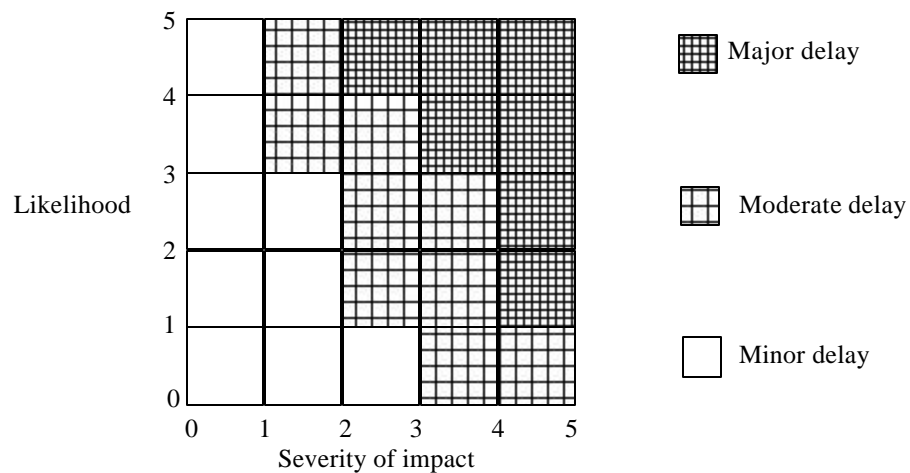 5
4
3
2
1
0
Likelihood
0 1 2 3 4 5
Severity of impact
Major delay
Moderate delay
Minor delay